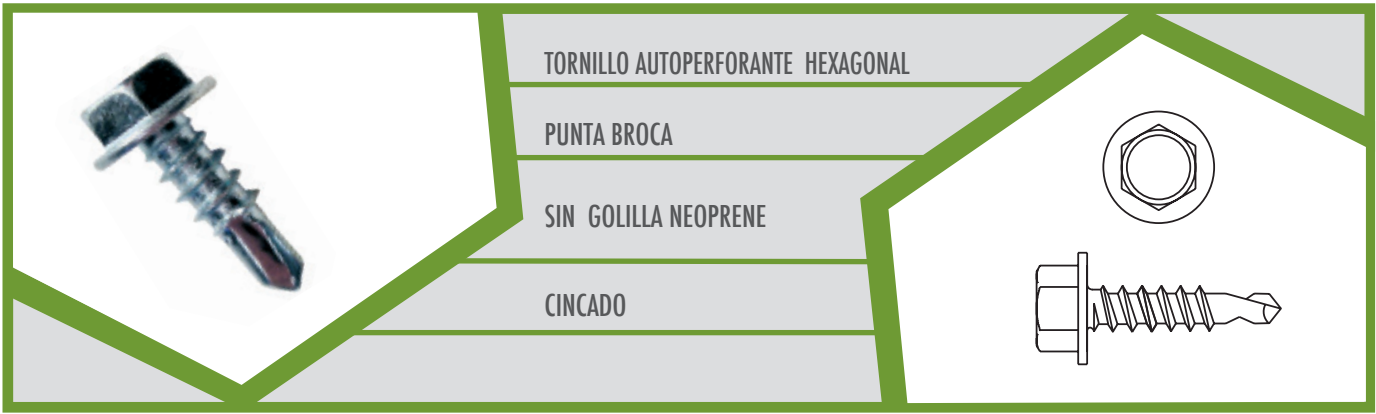 TORNILLO AUTOPERFORANTE HEXAGONAL
PUNTA BROCA
SIN GOLILLA NEOPRENE
CINCADO